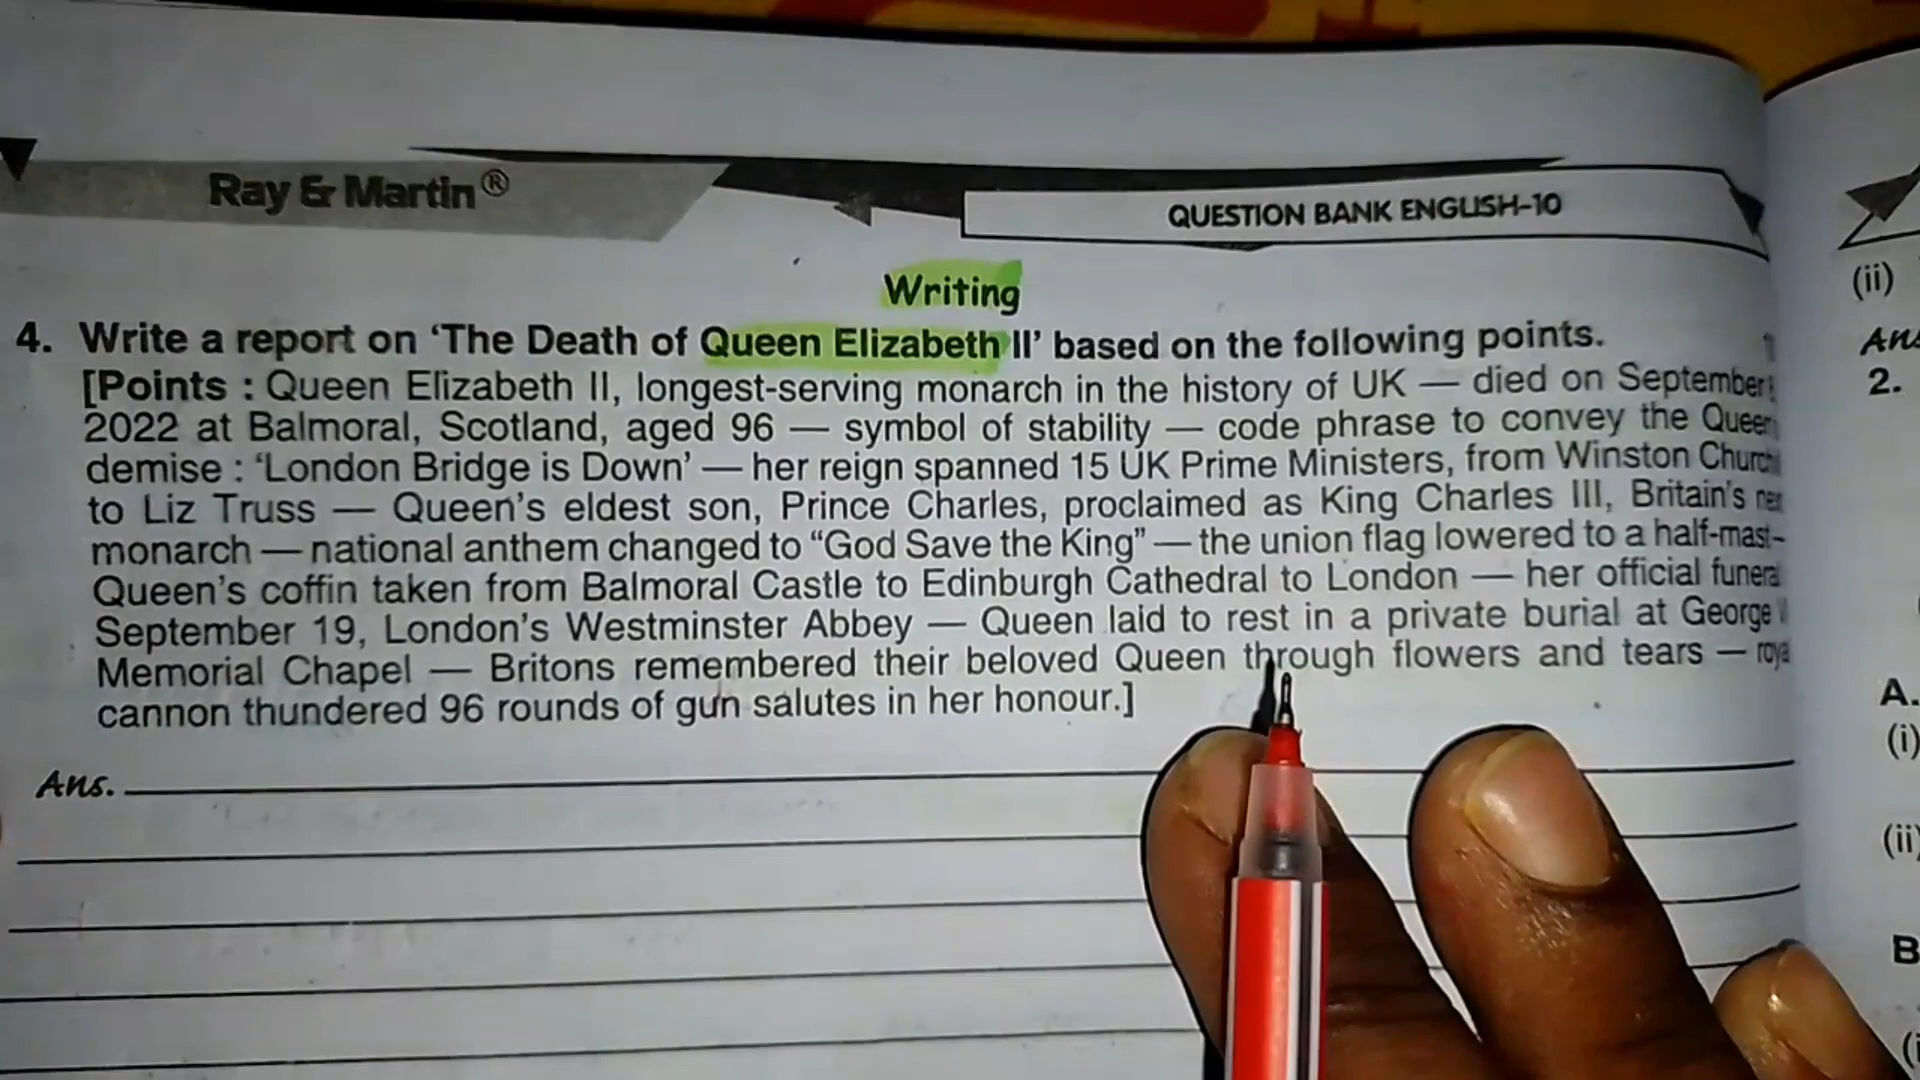 Ray & Martin®
QUESTION BANK ENGLISH-10
Writing
4. Write a report on ‘The Death of Queen Elizabeth II’ based on the following points.
[Points : Queen Elizabeth II, longest-serving monarch in the history of UK — died on September
2022 at Balmoral, Scotland, aged 96 — symbol of stability — code phrase to convey the Queen
demise : ‘London Bridge is Down’ — her reign spanned 15 UK Prime Ministers, from Winston Church
to Liz Truss — Queen’s eldest son, Prince Charles, proclaimed as King Charles III, Britain’s
monarch — national anthem changed to “God Save the King” — the union flag lowered to a half-mast-
Queen’s coffin taken from Balmoral Castle to Edinburgh Cathedral to London — her official funera
September 19, London’s Westminster Abbey — Queen laid to rest in a private burial at George
Memorial Chapel — Britons remembered their beloved Queen through flowers and tears — roya
cannon thundered 96 rounds of gun salutes in her honour.]
Ans.
(ii)
Ans
2.
A.
(i)
(ii)
B